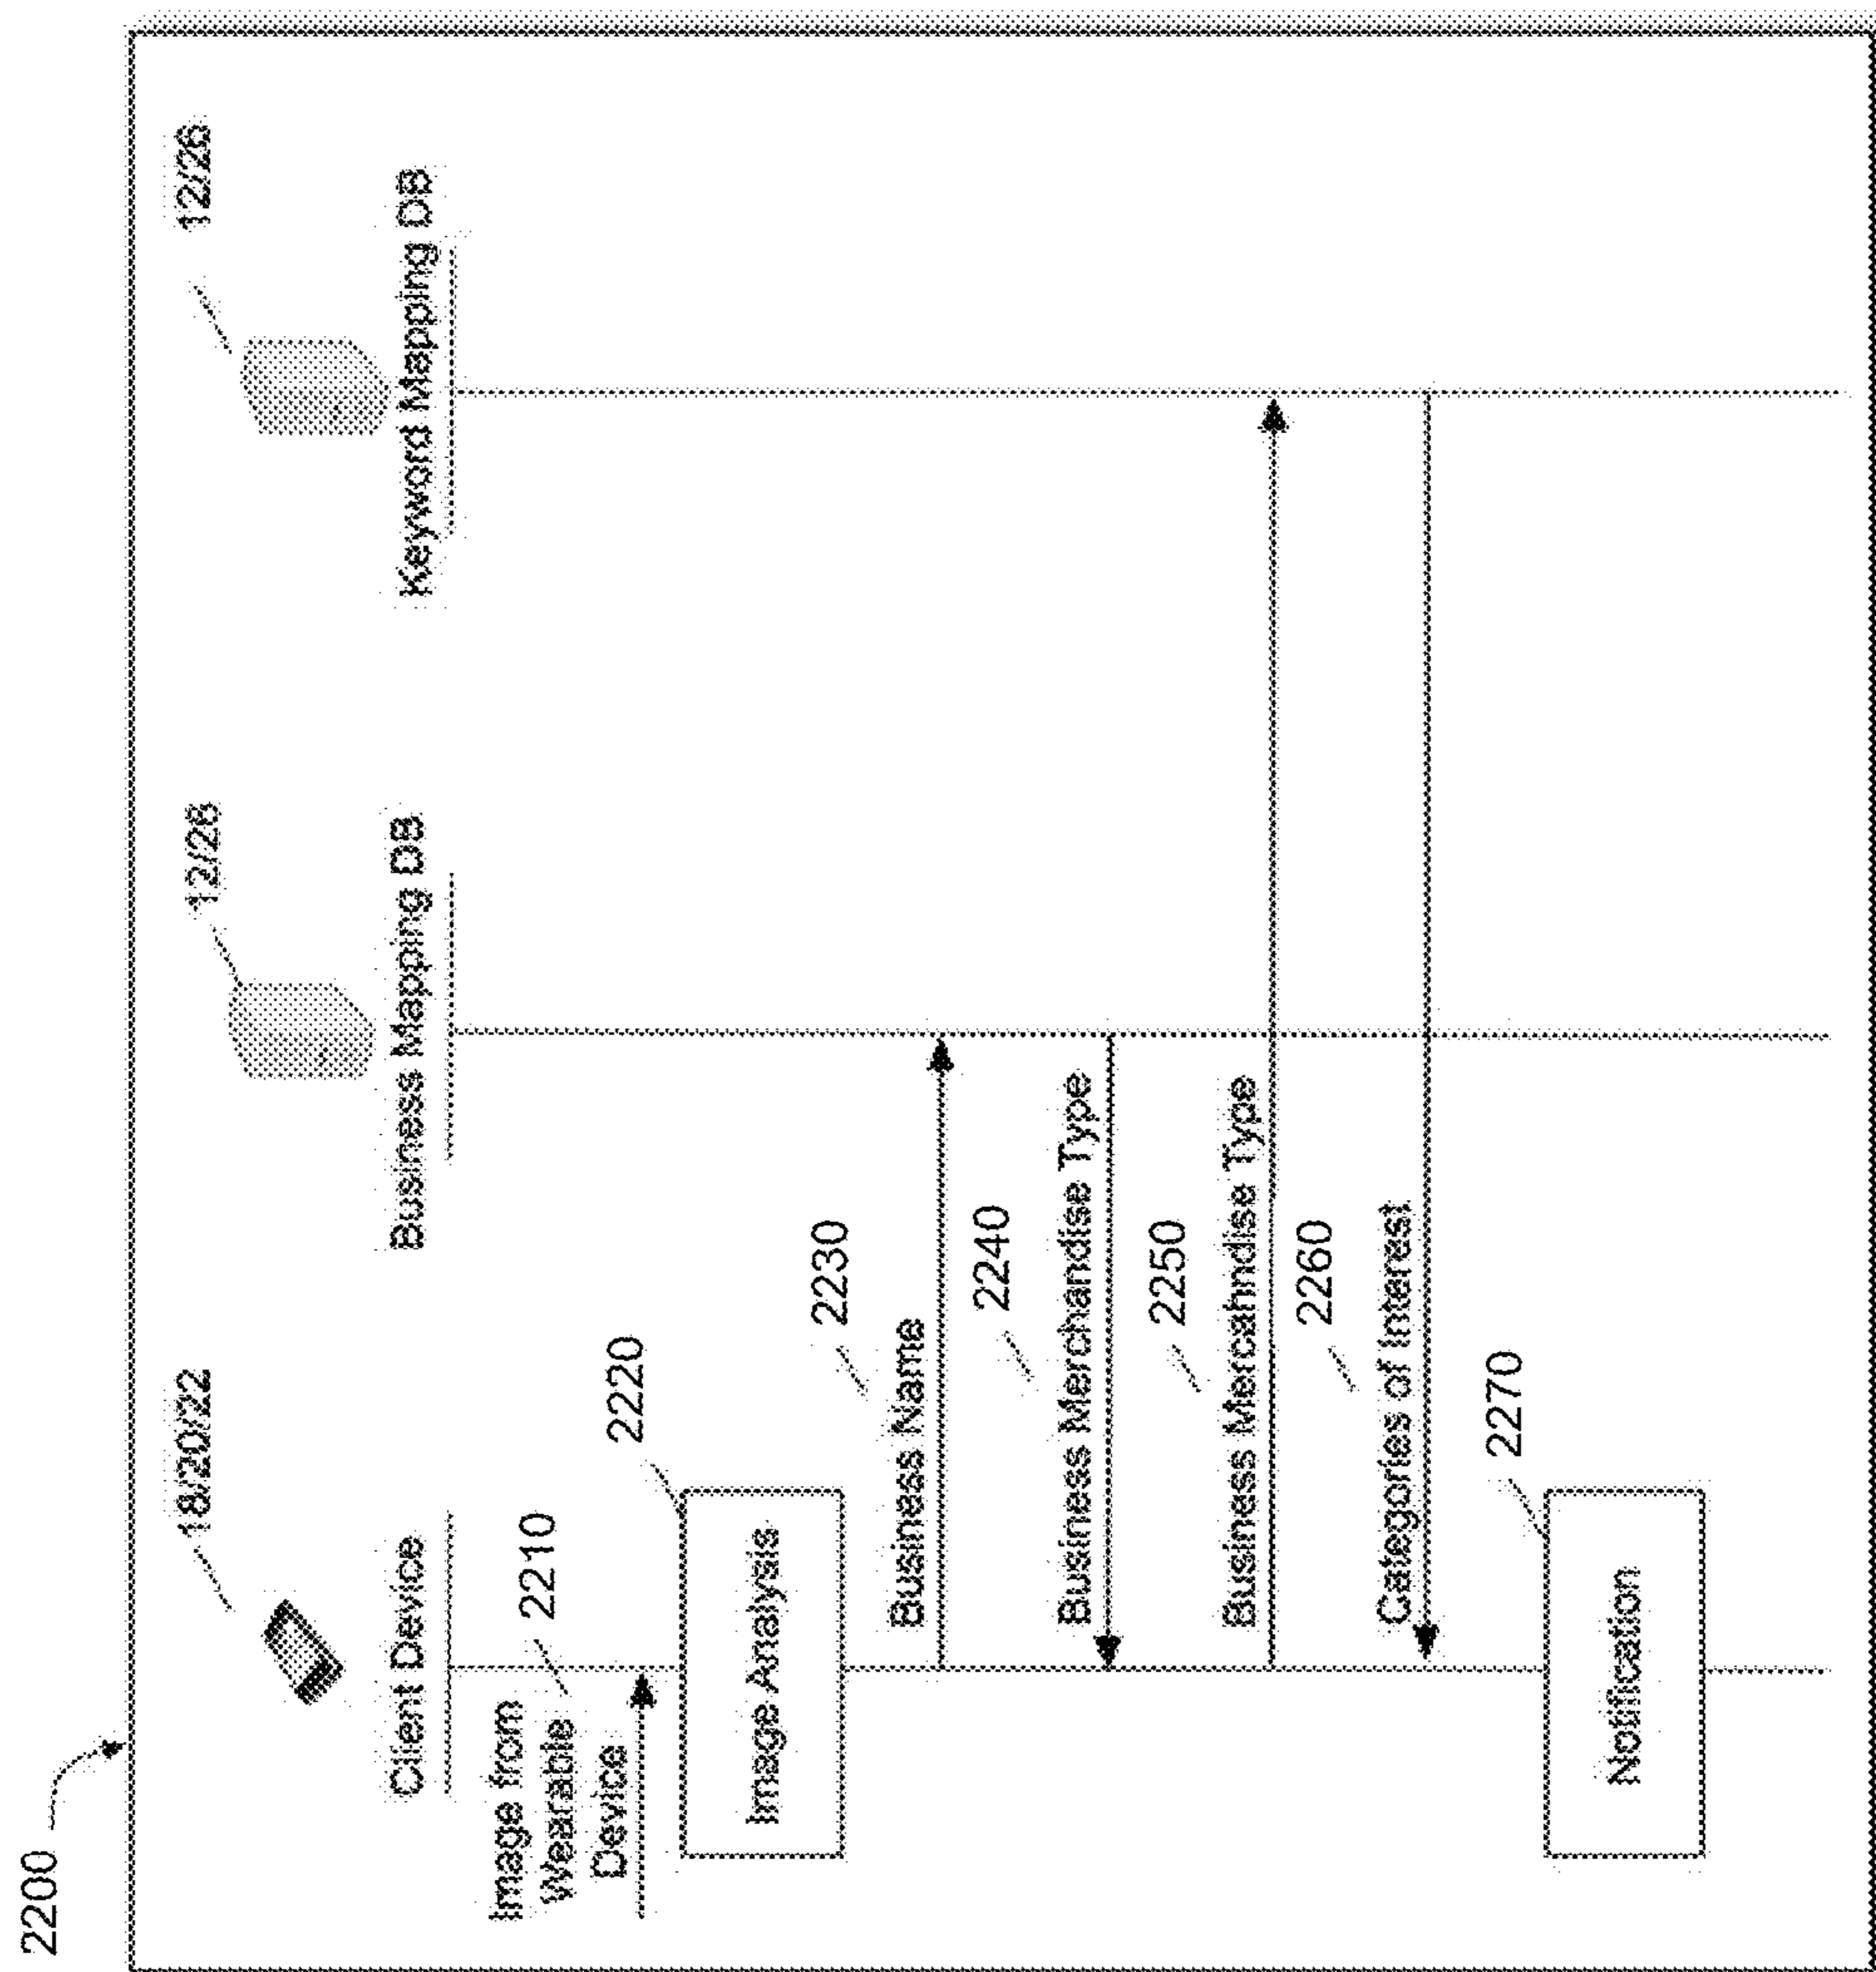 2200
18/20/22
12/26
12/26
Client Device
Business Mapping DB
Keyword Mapping DB
Image from
Wearable
Device
2210
2220
Image Analysis
2230
Business Name
2240
Business Merchandise Type
2250
Business Mercahndise Type
2260
Categories of Interest
2270
Notification